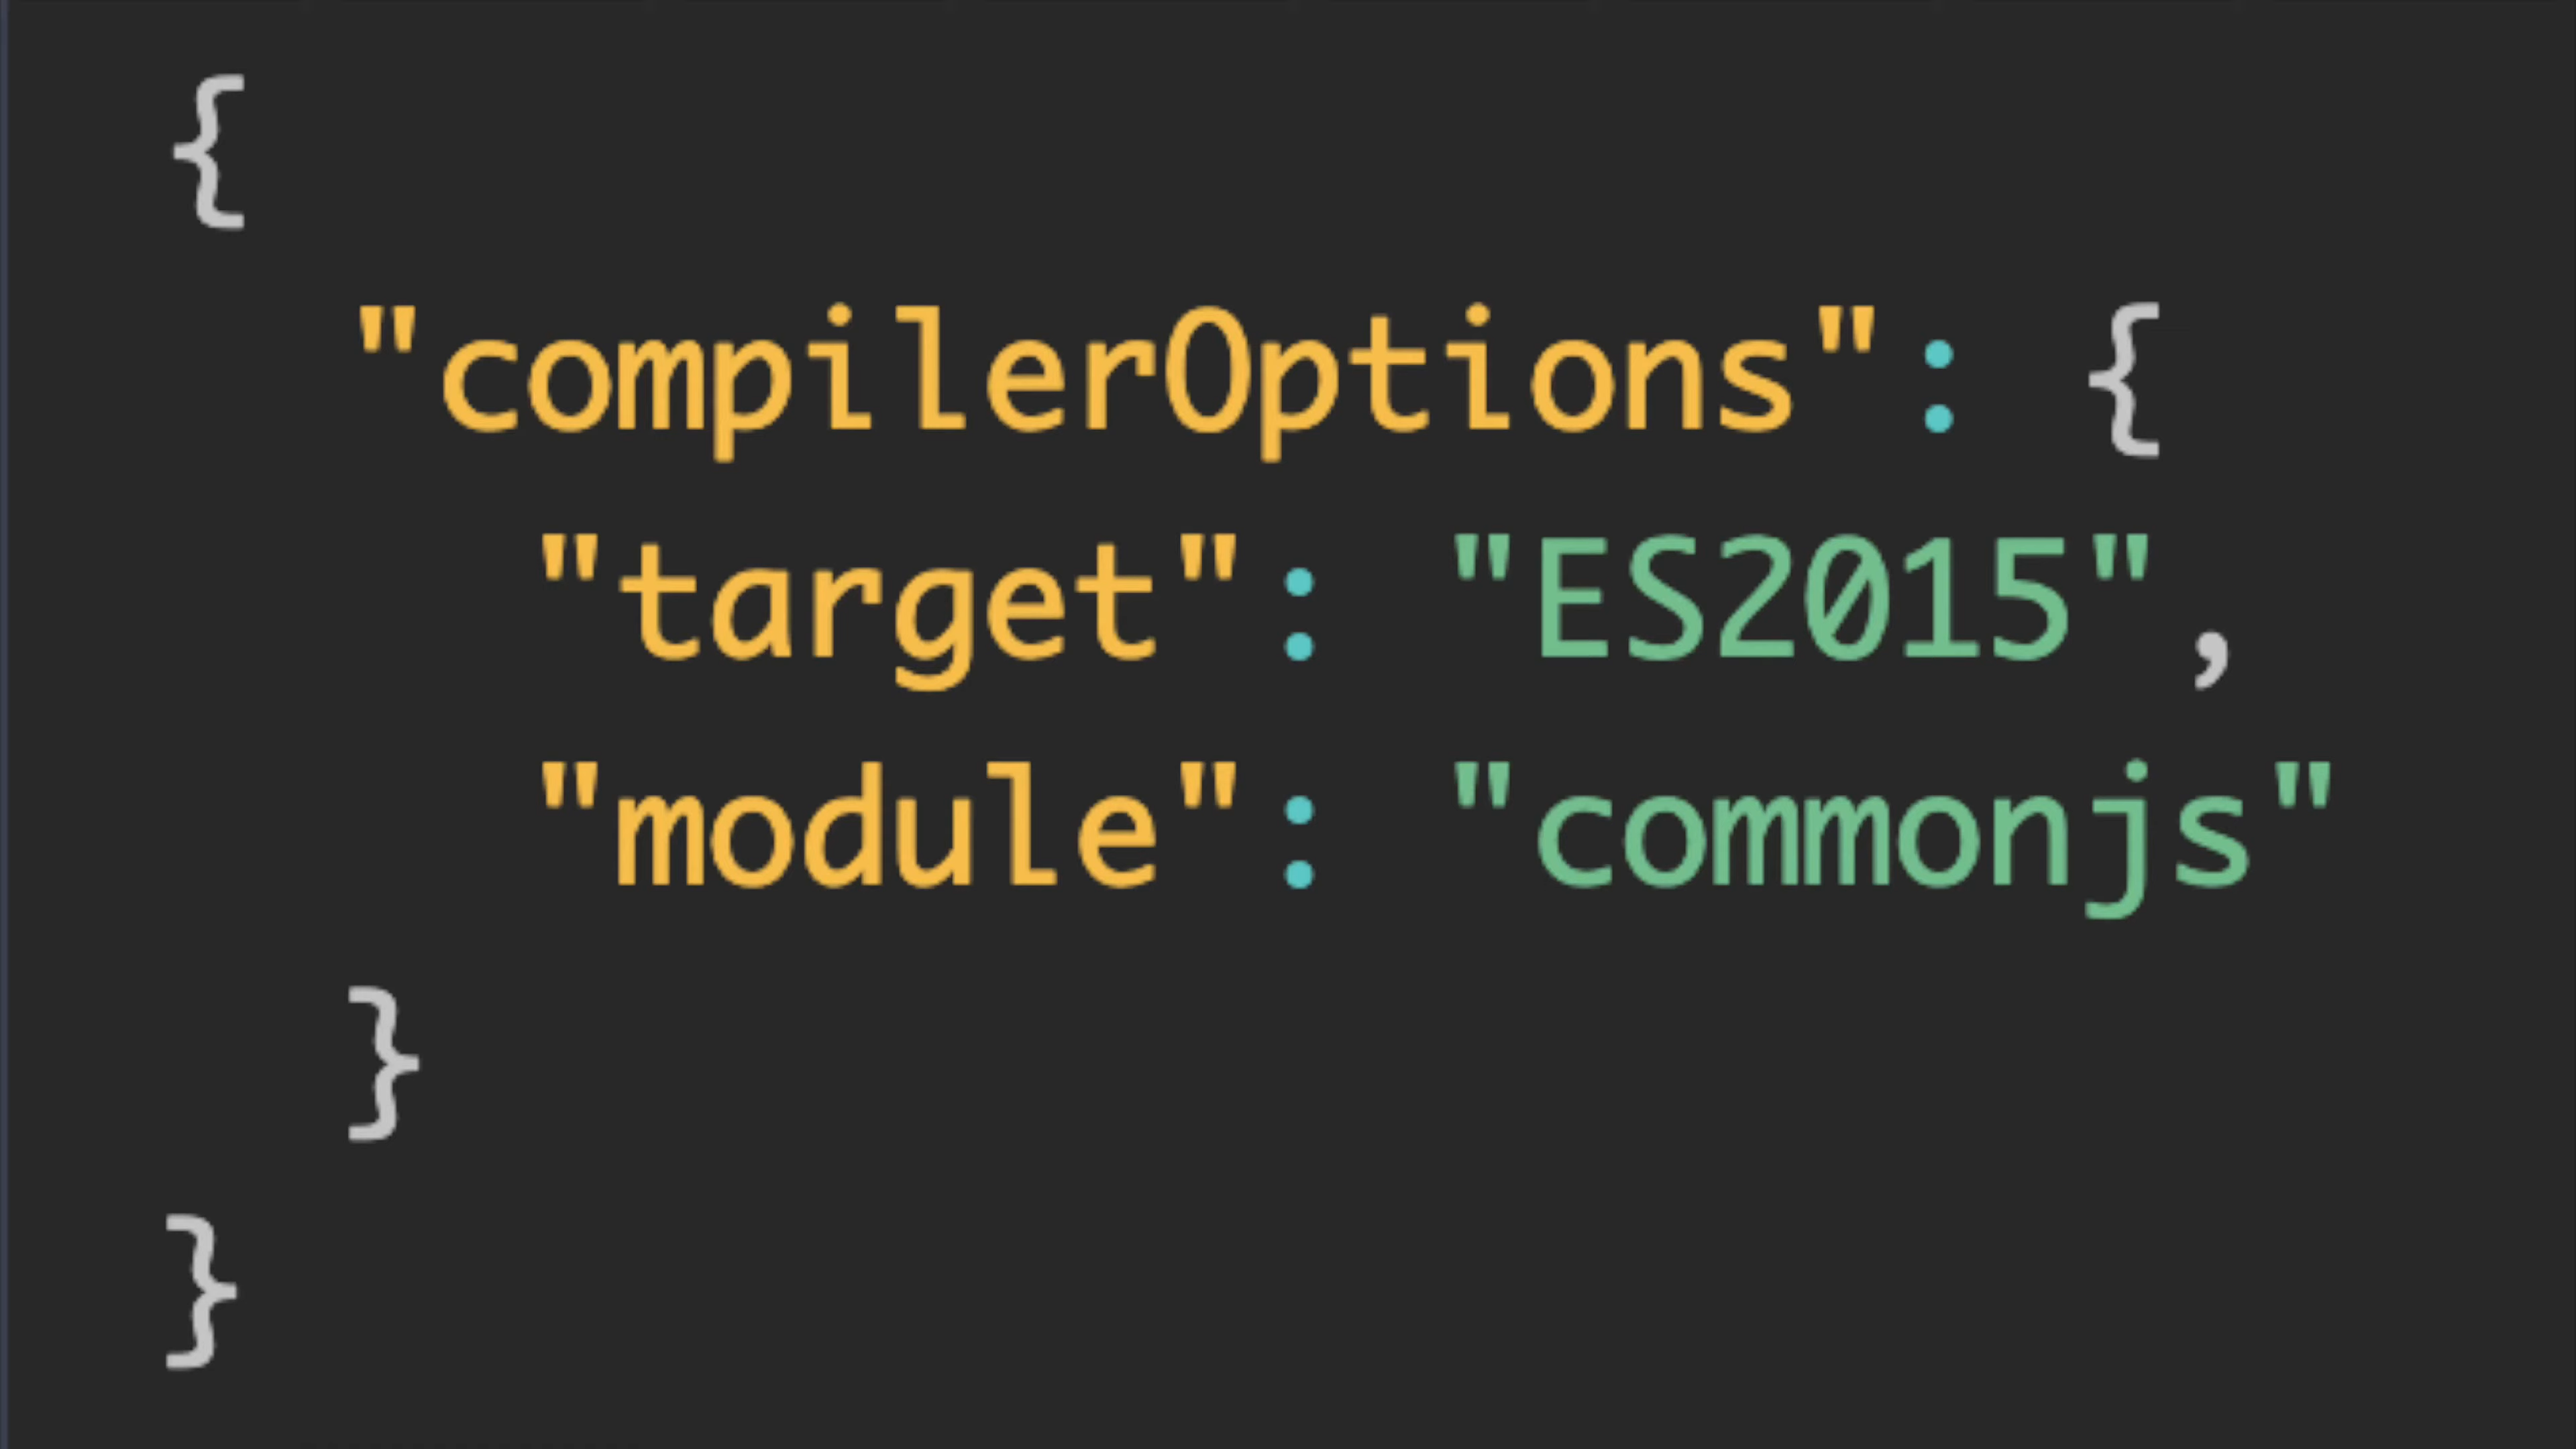 {
  "compilerOptions": {
    "target": "ES2015",
    "module": "commonjs"
  }
}